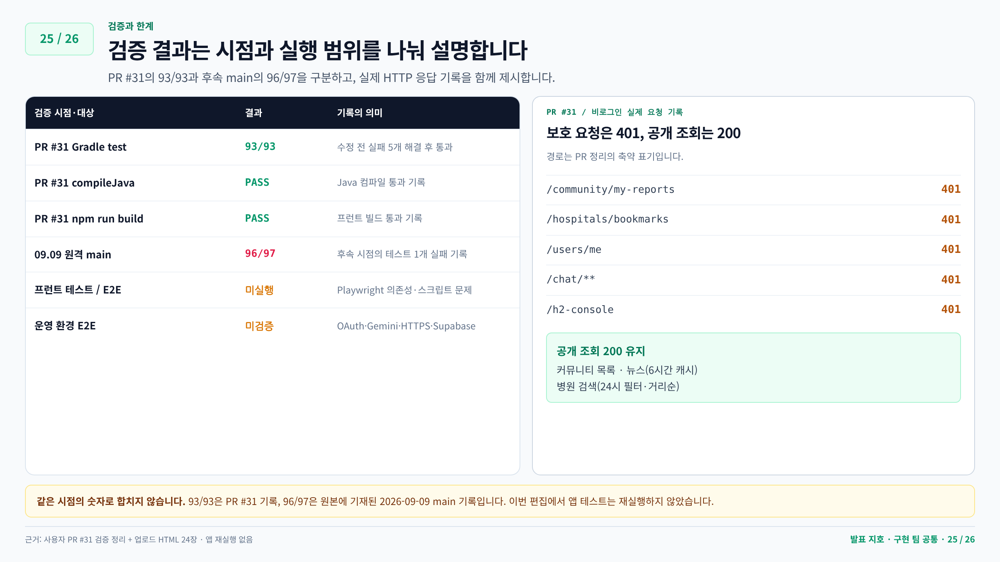 25 / 26
검증과 한계
검증 결과는 시점과 실행 범위를 나눠 설명합니다
PR #31의 93/93과 후속 main의 96/97을 구분하고, 실제 HTTP 응답 기록을 함께 제시합니다.
검증 시점·대상 결과 기록의 의미
PR #31 Gradle test 93/93 수정 전 실패 5개 해결 후 통과
PR #31 compileJava PASS Java 컴파일 통과 기록
PR #31 npm run build PASS 프런트 빌드 통과 기록
09.09 원격 main 96/97 후속 시점의 테스트 1개 실패 기록
프런트 테스트 / E2E 미실행 Playwright 의존성·스크립트 문제
운영 환경 E2E 미검증 OAuth·Gemini·HTTPS·Supabase
PR #31 / 비로그인 실제 요청 기록
보호 요청은 401, 공개 조회는 200
경로는 PR 정리의 축약 표기입니다.
/community/my-reports 401
/hospitals/bookmarks 401
/users/me 401
/chat/** 401
/h2-console 401
공개 조회 200 유지
커뮤니티 목록 · 뉴스(6시간 캐시)
병원 검색(24시 필터·거리순)
같은 시점의 숫자로 합치지 않습니다. 93/93은 PR #31 기록, 96/97은 원본에 기재된 2026-09-09 main 기록입니다. 이번 편집에서 앱 테스트는 재실행하지 않았습니다.
근거: 사용자 PR #31 검증 정리 + 업로드 HTML 24장 · 앱 재실행 없음
발표 지호 · 구현 팀 공통 · 25 / 26